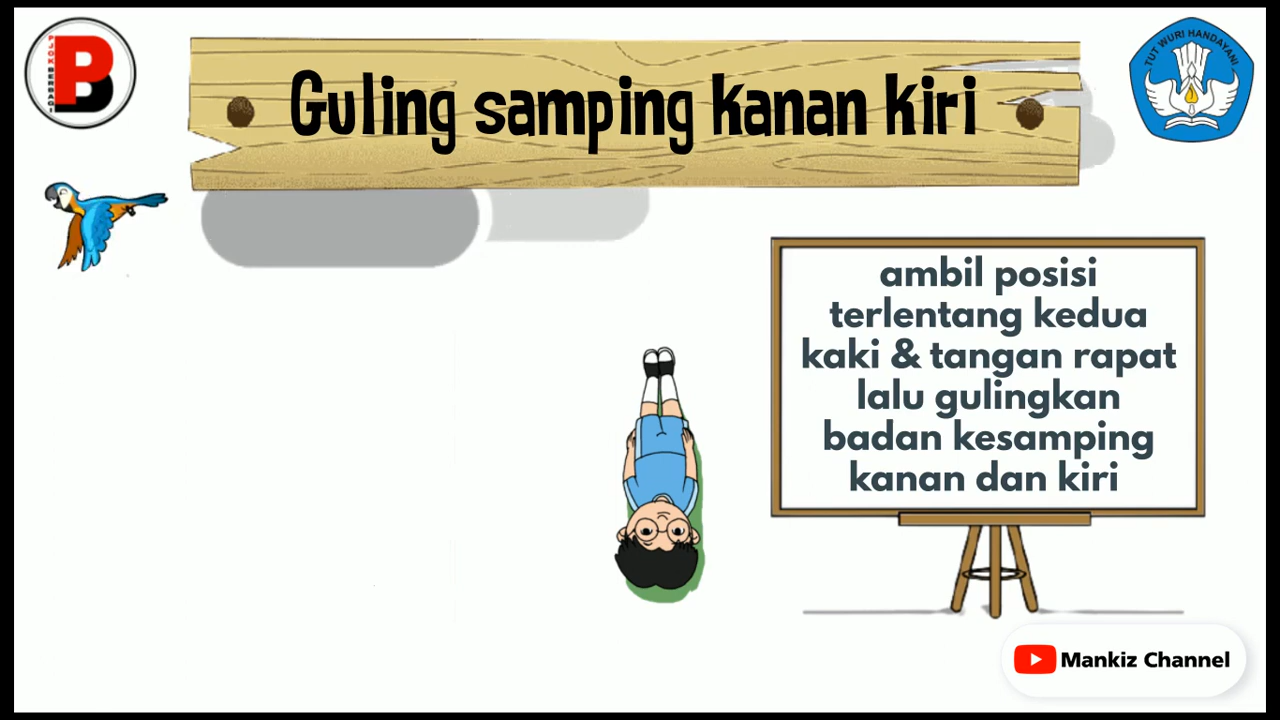 Guling samping kanan kiri
TUT WURI HANDAYANI
ambil posisi
terlentang kedua
kaki & tangan rapat
lalu gulingkan
badan kesamping
kanan dan kiri
Mankiz Channel